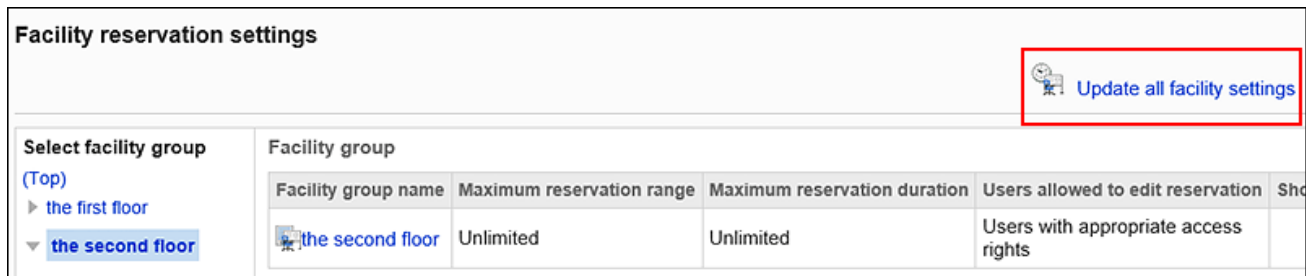 Facility reservation settings
Update all facility settings
Select facility group
(Top)
the first floor
the second floor
Facility group
Facility group name Maximum reservation range Maximum reservation duration Users allowed to edit reservation Sho
the second floor Unlimited Unlimited Users with appropriate access
rights